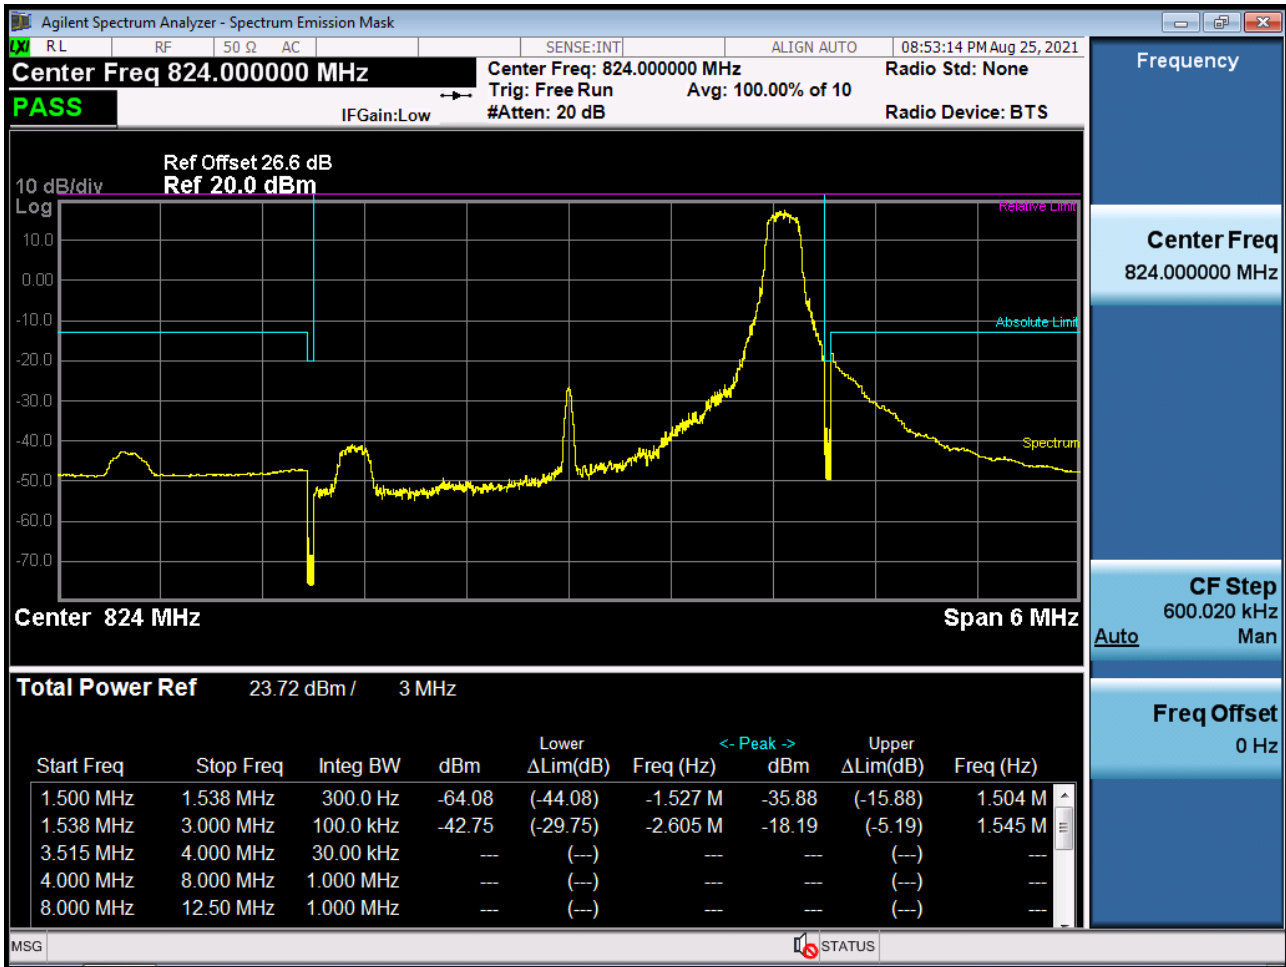 Agilent Spectrum Analyzer - Spectrum Emission Mask
LXI RL RF 50 Ω AC SENSE:INT ALIGN AUTO 08:53:14 PM Aug 25, 2021
Center Freq 824.000000 MHz
Center Freq: 824.000000 MHz
Radio Std: None
Trig: Free Run Avg: 100.00% of 10
PASS
IFGain:Low
#Atten: 20 dB
Radio Device: BTS
Ref Offset 26.6 dB
10 dB/div Ref 20.0 dBm
Log
Relative Limit
10.0
0.00
-10.0
Absolute Limit
-20.0
-30.0
-40.0
Spectrum
-50.0
-60.0
-70.0
Center 824 MHz Span 6 MHz
Total Power Ref 23.72 dBm / 3 MHz
Lower <- Peak -> Upper
Start Freq Stop Freq Integ BW dBm ΔLim(dB) Freq (Hz) dBm ΔLim(dB) Freq (Hz)
1.500 MHz 1.538 MHz 300.0 Hz -64.08 (-44.08) -1.527 M -35.88 (-15.88) 1.504 M
1.538 MHz 3.000 MHz 100.0 kHz -42.75 (-29.75) -2.605 M -18.19 (-5.19) 1.545 M
3.515 MHz 4.000 MHz 30.00 kHz --- (---) --- --- (---) ---
4.000 MHz 8.000 MHz 1.000 MHz --- (---) --- --- (---) ---
8.000 MHz 12.50 MHz 1.000 MHz --- (---) --- --- (---) ---
MSG STATUS
Frequency
Center Freq
824.000000 MHz
CF Step
600.020 kHz
Auto Man
Freq Offset
0 Hz